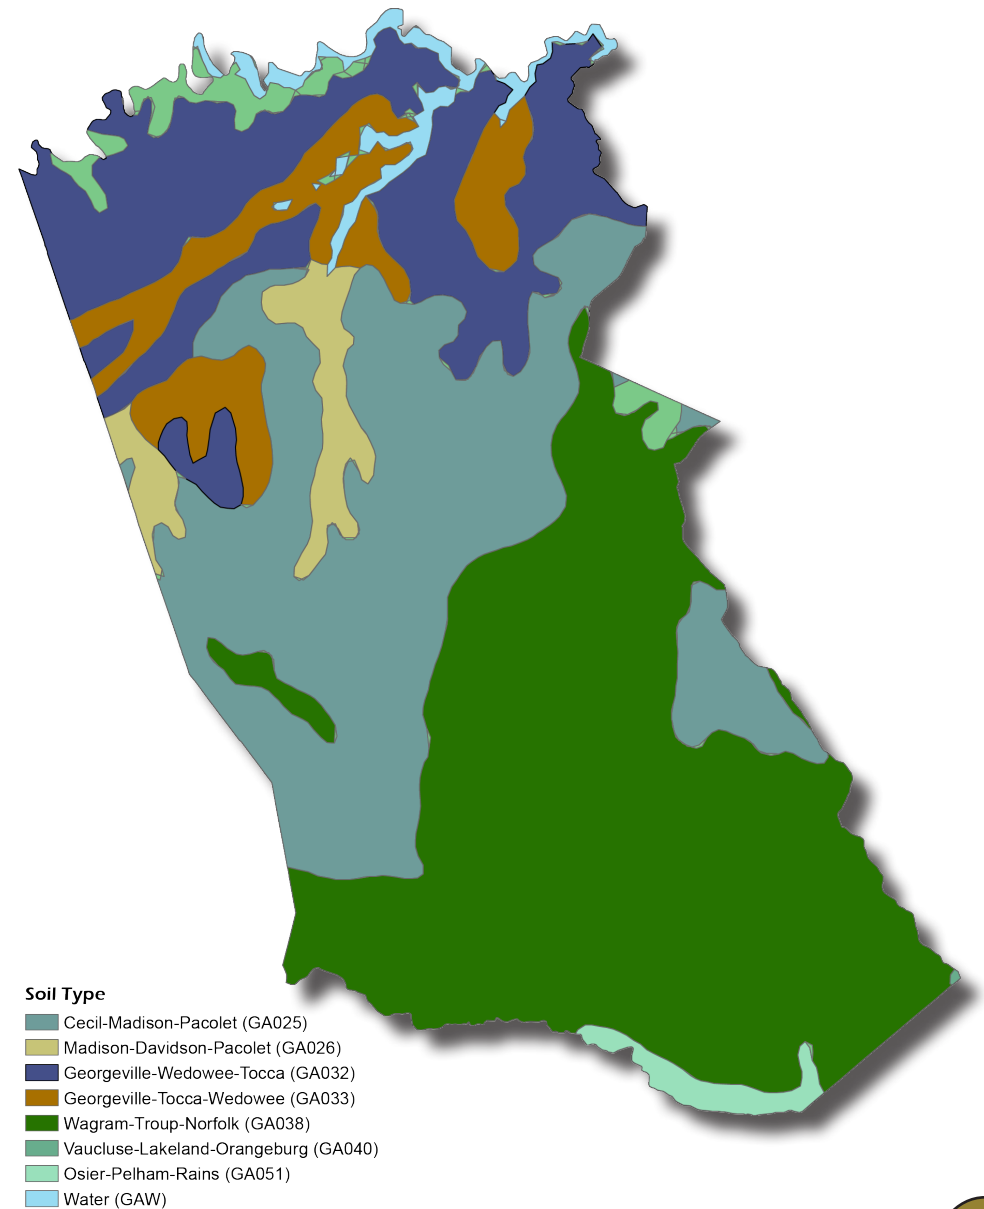 Soil Type
Cecil-Madison-Pacolet (GA025)
Madison-Davidson-Pacolet (GA026)
Georgeville-Wedowee-Tocca (GA032)
Georgeville-Tocca-Wedowee (GA033)
Wagram-Troup-Norfolk (GA038)
Vaucluse-Lakeland-Orangeburg (GA040)
Osier-Pelham-Rains (GA051)
Water (GAW)